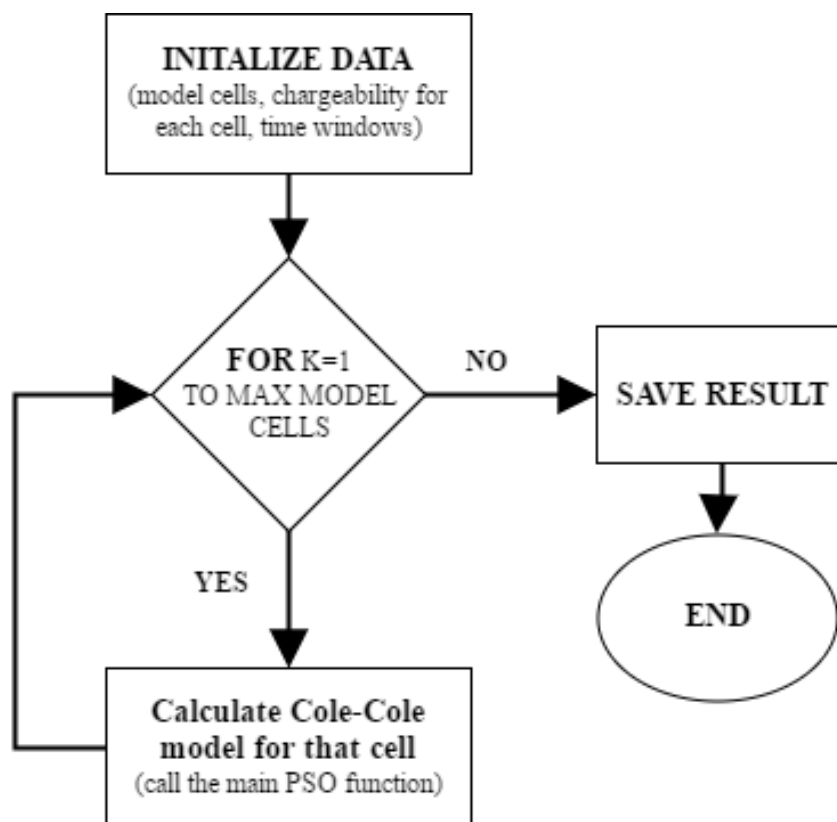 INITALIZE DATA
(model cells, chargeability for
each cell, time windows)
FOR K=1
TO MAX MODEL
CELLS
NO
SAVE RESULT
YES
END
Calculate Cole-Cole
model for that cell
(call the main PSO function)